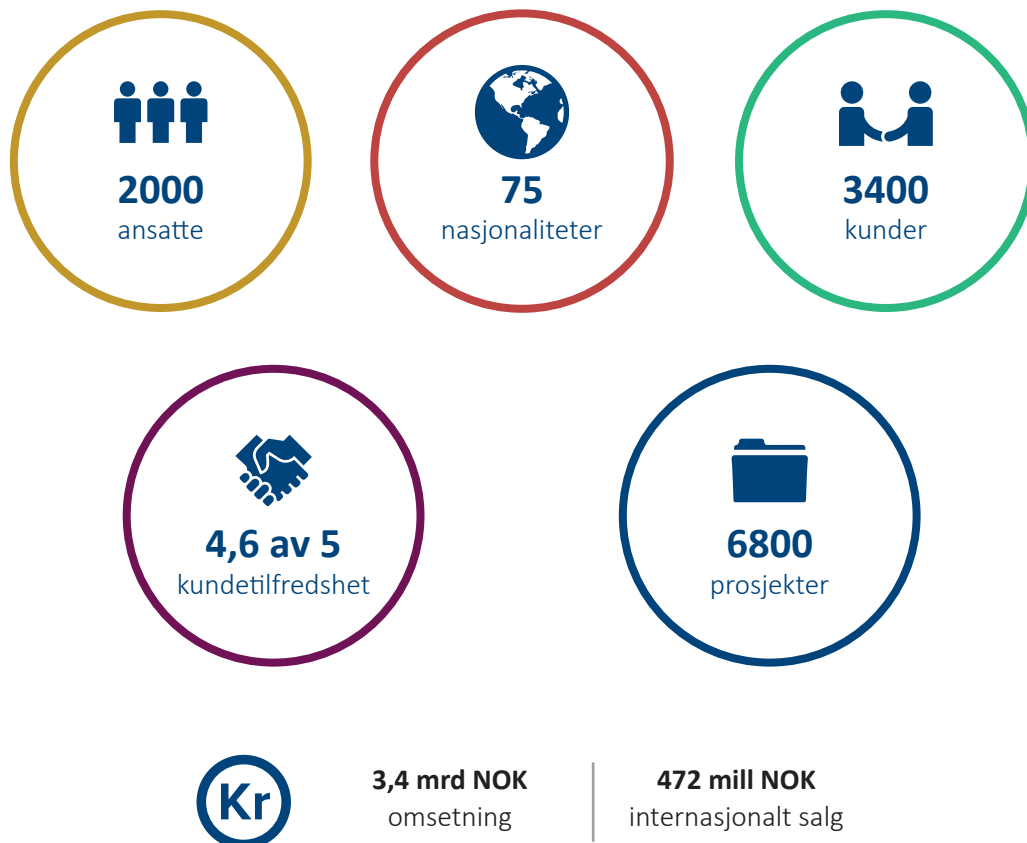 2000
ansatte
75
nasjonaliteter
3400
kunder
4,6 av 5
kundetilfredshet
6800
prosjekter
Kr
3,4 mrd NOK
omsetning
472 mill NOK
internasjonalt salg